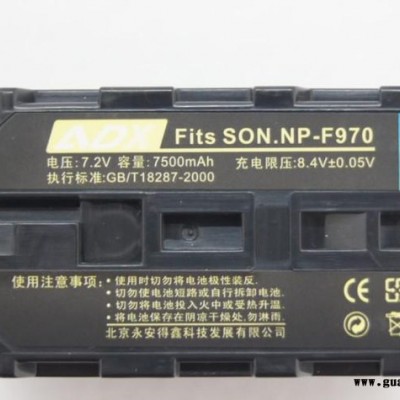 ADX Fits SON.NP-F970
电压:7.2V 容量:7500mAh 充电限压:8.4V±0.05V
执行标准:GB/T18287-2000
使用注意事项:
·使用时切勿将电池极性装反.
·切勿使电池短路或自行拆卸电池.
·切勿将电池投入火中或受热升温.
·请将电池保存在阴凉干燥处,勿淋雨.
北京永安得鑫科技发展有限公司
www.gua